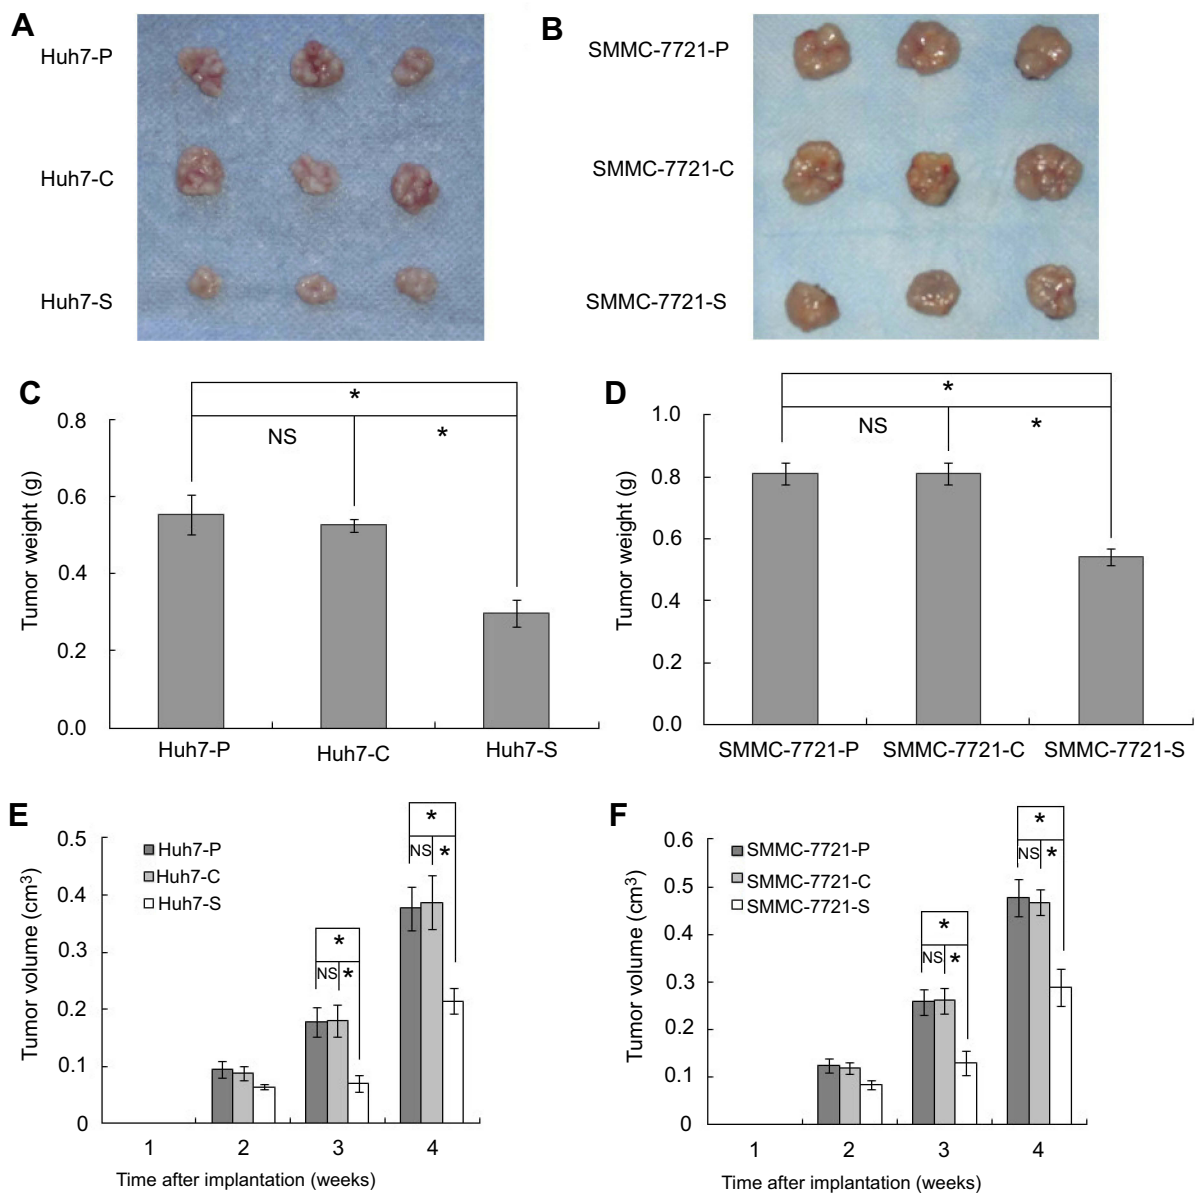 A
Huh7-P
Huh7-C
Huh7-S
B
SMMC-7721-P
SMMC-7721-C
SMMC-7721-S
C
Tumor weight (g)
0.8
0.6
0.4
0.2
0.0
*
NS
*
Huh7-P
Huh7-C
Huh7-S
D
Tumor weight (g)
1.0
0.8
0.6
0.4
0.2
0.0
*
NS
*
SMMC-7721-P
SMMC-7721-C
SMMC-7721-S
E
Tumor volume (cm³)
0.5
0.4
0.3
0.2
0.1
0
Huh7-P
Huh7-C
Huh7-S
*
NS *
*
NS *
1 2 3 4
Time after implantation (weeks)
F
Tumor volume (cm³)
0.6
0.5
0.4
0.3
0.2
0.1
0
SMMC-7721-P
SMMC-7721-C
SMMC-7721-S
*
NS *
*
NS *
1 2 3 4
Time after implantation (weeks)